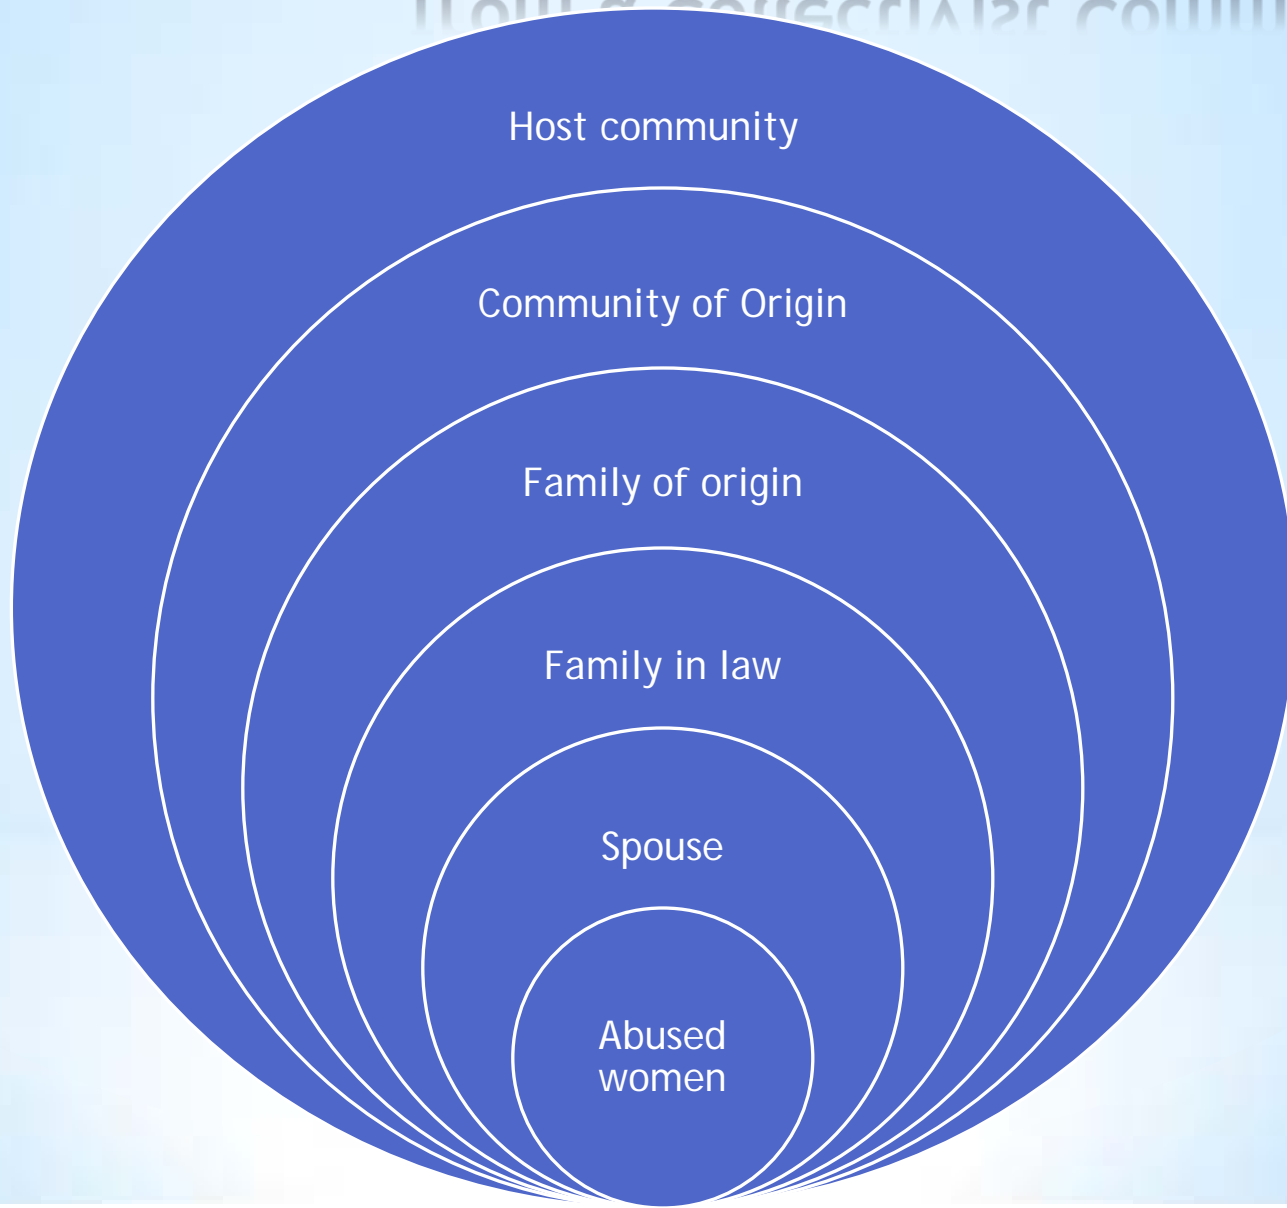 Host community
Community of Origin
Family of origin
Family in law
Spouse
Abused
women